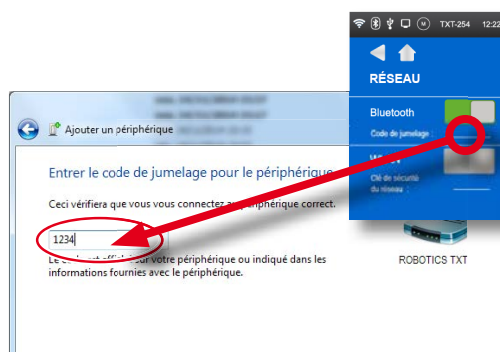 TXT-254 12:22
RÉSEAU
Bluetooth
Code de jumelage :
Clé de sécurité
du réseau :
Ajouter un périphérique
Entrer le code de jumelage pour le périphérique
Ceci vérifiera que vous vous connectez au périphérique correct.
1234
Le code est affiché sur votre périphérique ou indiqué dans les
informations fournies avec le périphérique.
ROBOTICS TXT